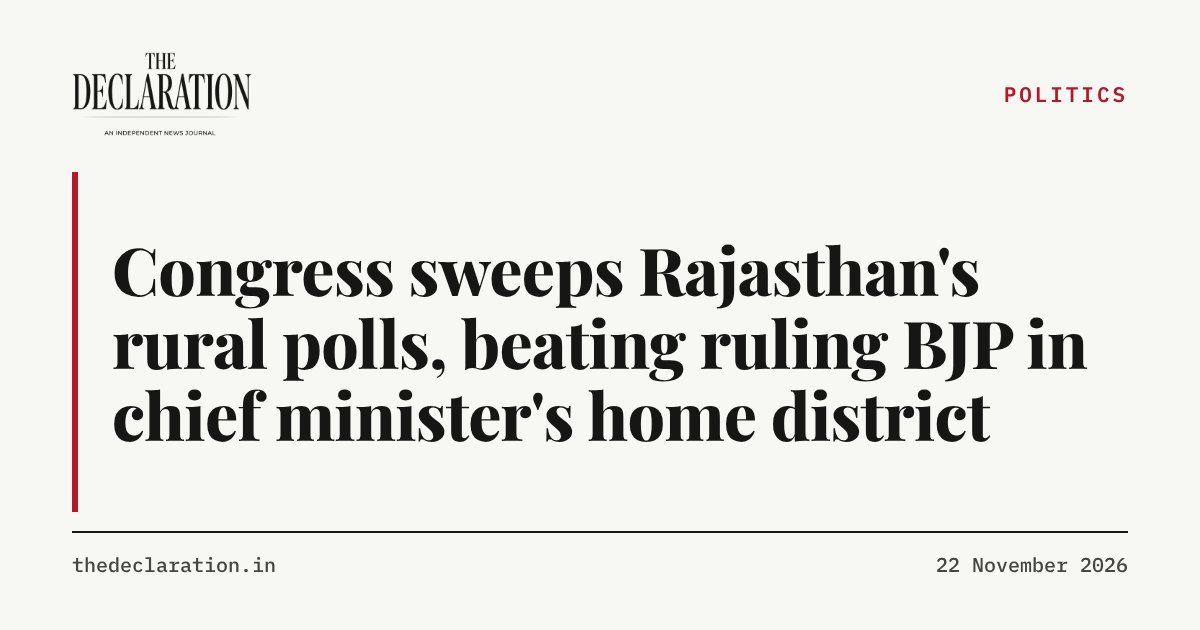 THE
DECLARATION
AN INDEPENDENT NEWS JOURNAL
POLITICS
Congress sweeps Rajasthan's
rural polls, beating ruling BJP in
chief minister's home district
thedeclaration.in
22 November 2026